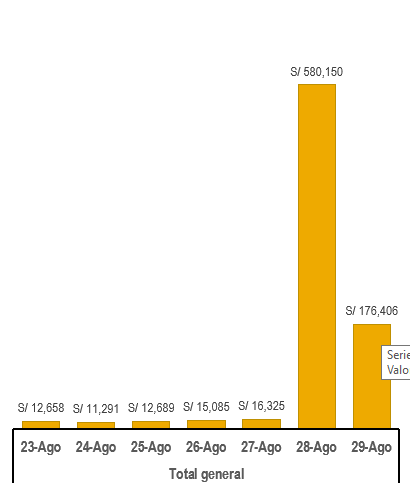 S/ 580,150
S/ 176,406
Serie
Valo
S/ 12,658 S/ 11,291 S/ 12,689 S/ 15,085 S/ 16,325
23-Ago 24-Ago 25-Ago 26-Ago 27-Ago 28-Ago 29-Ago
Total general